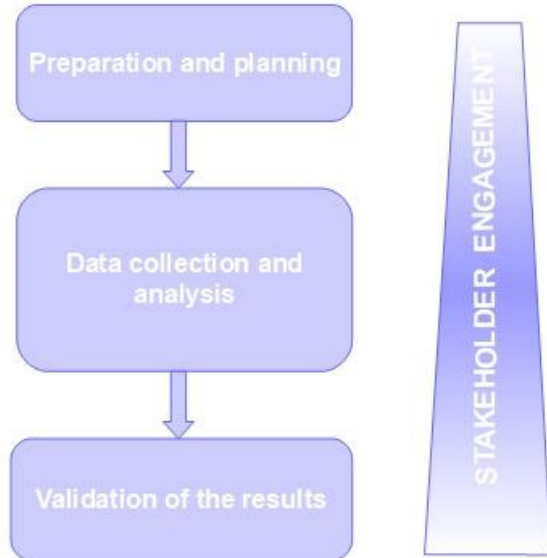 Preparation and planning
Data collection and
analysis
Validation of the results
STAKEHOLDER ENGAGEMENT